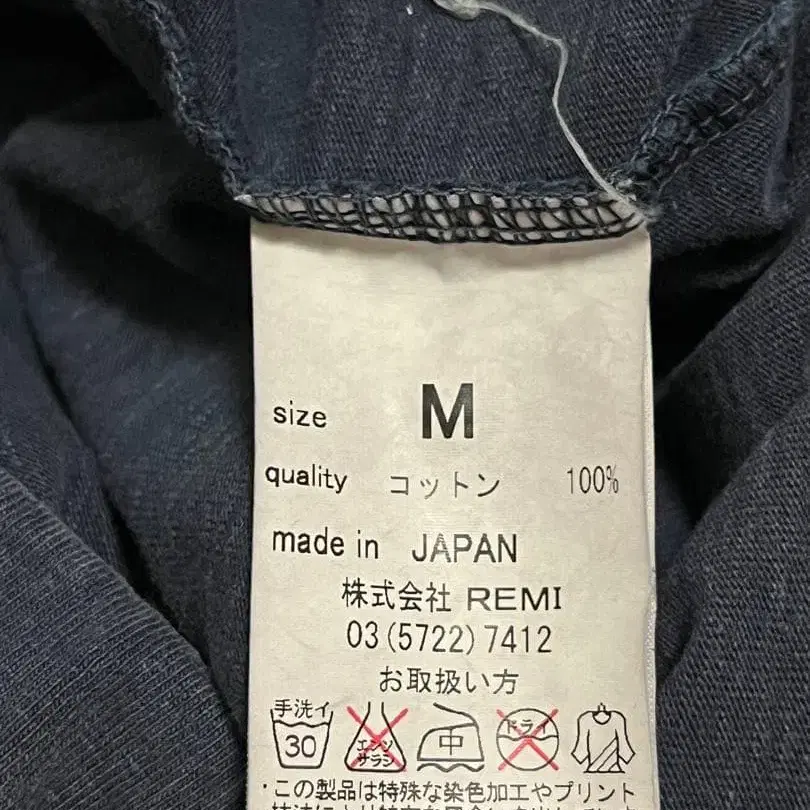 size M
quality コットン 100%
made in JAPAN
株式会社 REMI
03(5722)7412
お取扱い方
手洗イ
30 エンソサラシ 中 ドライ
・この製品は特殊な染色加工やプリント